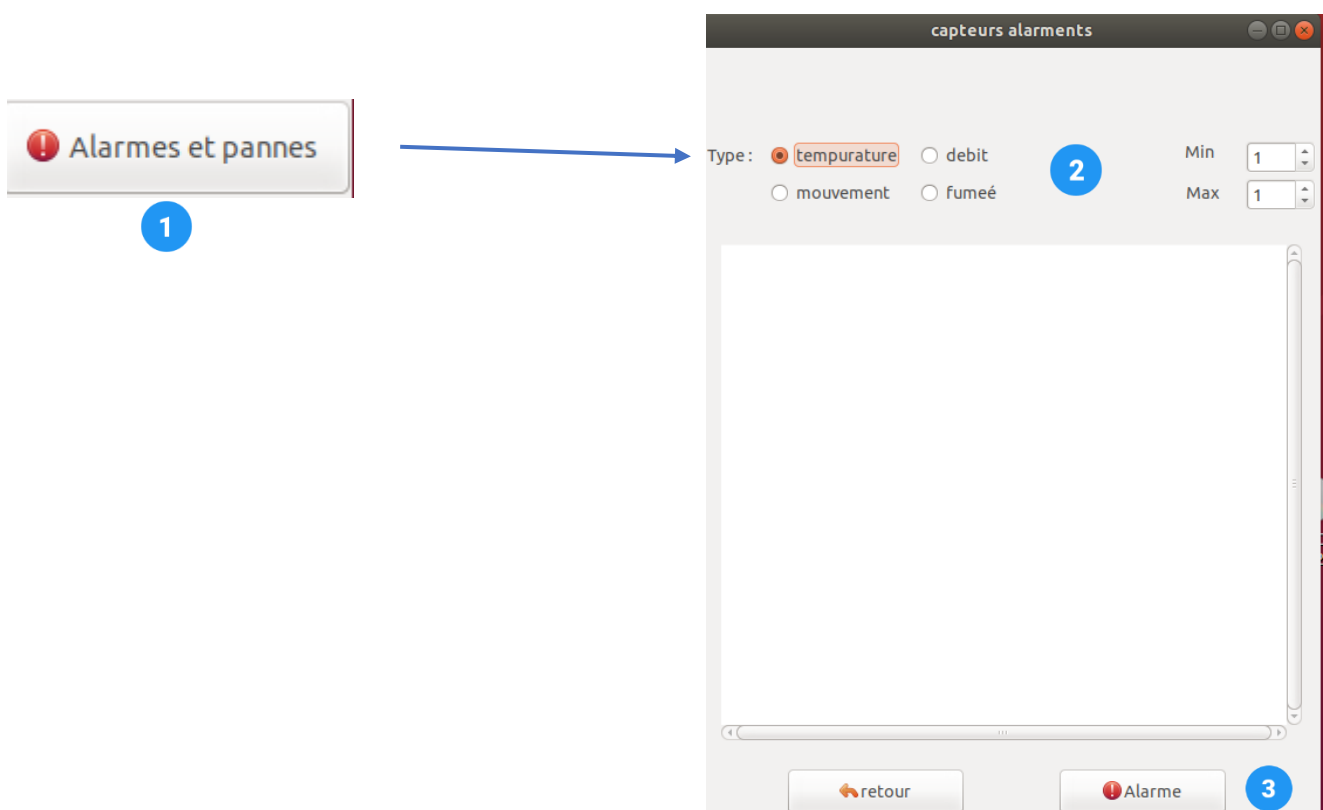 capteurs alarments
Alarmes et pannes
1
Type : tempurature debit
2
Min 1
mouvement fumeé
Max 1
retour
Alarme
3